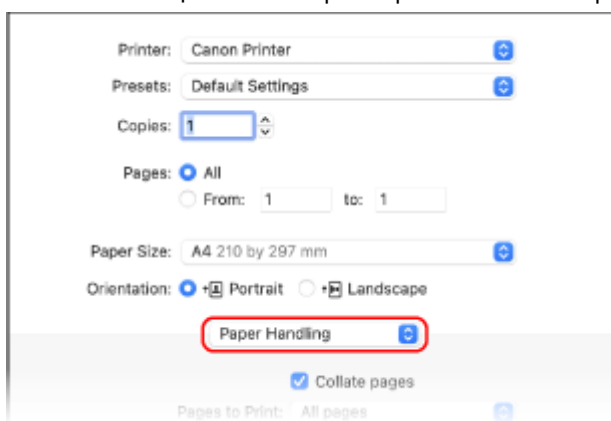 Printer: Canon Printer
Presets: Default Settings
Copies: 1
Pages: All
From: 1 to: 1
Paper Size: A4 210 by 297 mm
Orientation: Portrait Landscape
Paper Handling
Collate pages
Pages to Print: All pages